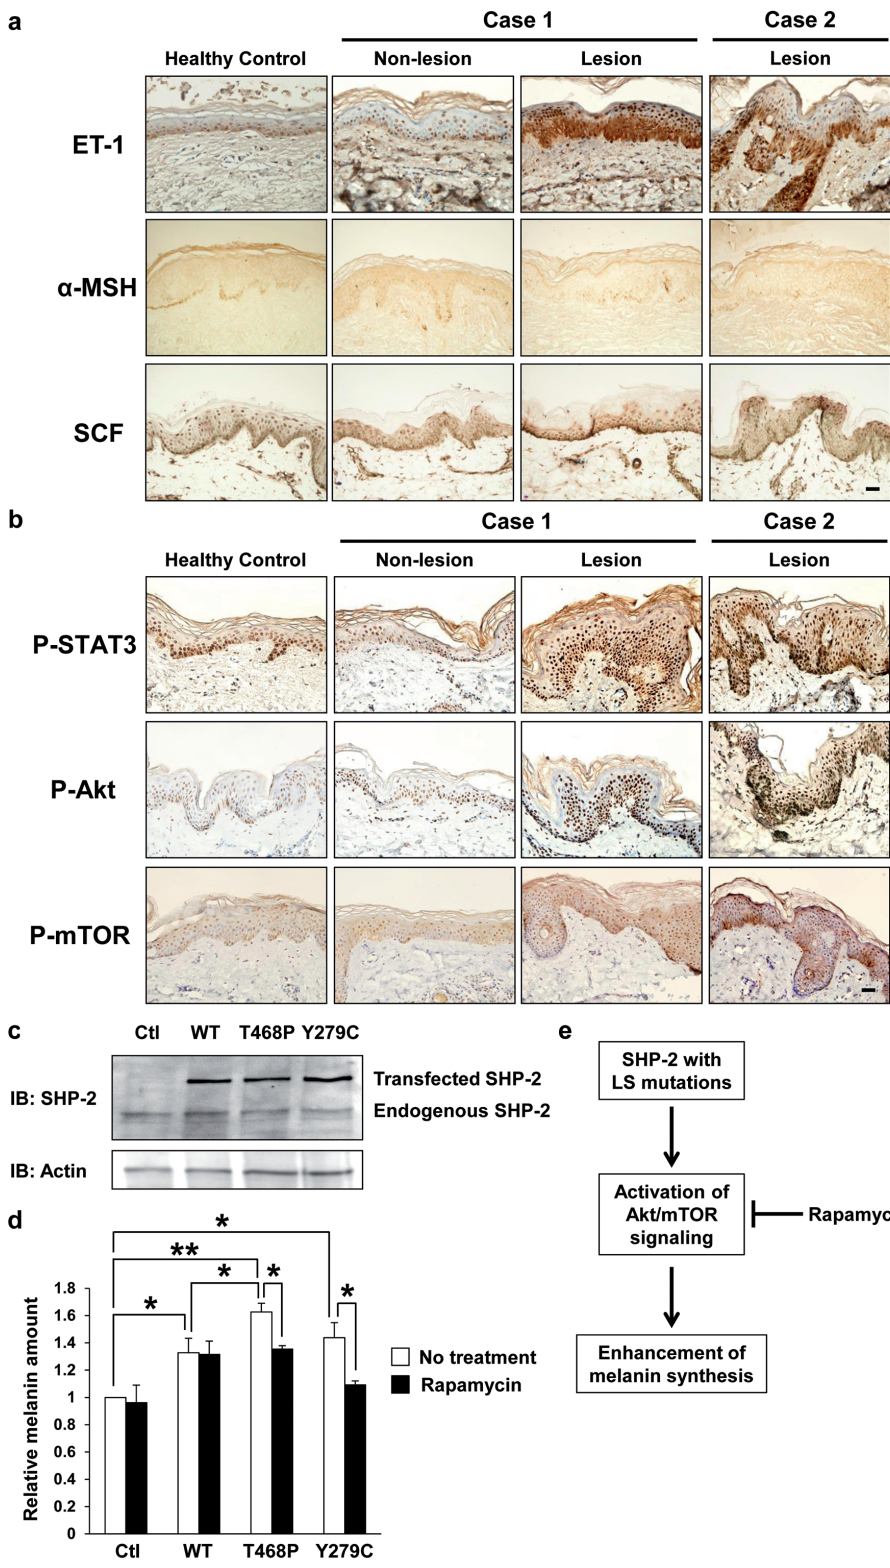 a
Case 1 Case 2
Healthy Control Non-lesion Lesion Lesion
ET-1
α-MSH
SCF
b
Case 1 Case 2
Healthy Control Non-lesion Lesion Lesion
P-STAT3
P-Akt
P-mTOR
c
Ctl WT T468P Y279C
IB: SHP-2
Transfected SHP-2
Endogenous SHP-2
IB: Actin
d
* ** * * * *
Relative melanin amount
1.8
1.6
1.4
1.2
1
0.8
0.6
0.4
0.2
0
No treatment
Rapamycin
Ctl WT T468P Y279C
e
SHP-2 with
LS mutations
Activation of
Akt/mTOR
signaling
Rapamyc
Enhancement of
melanin synthesis